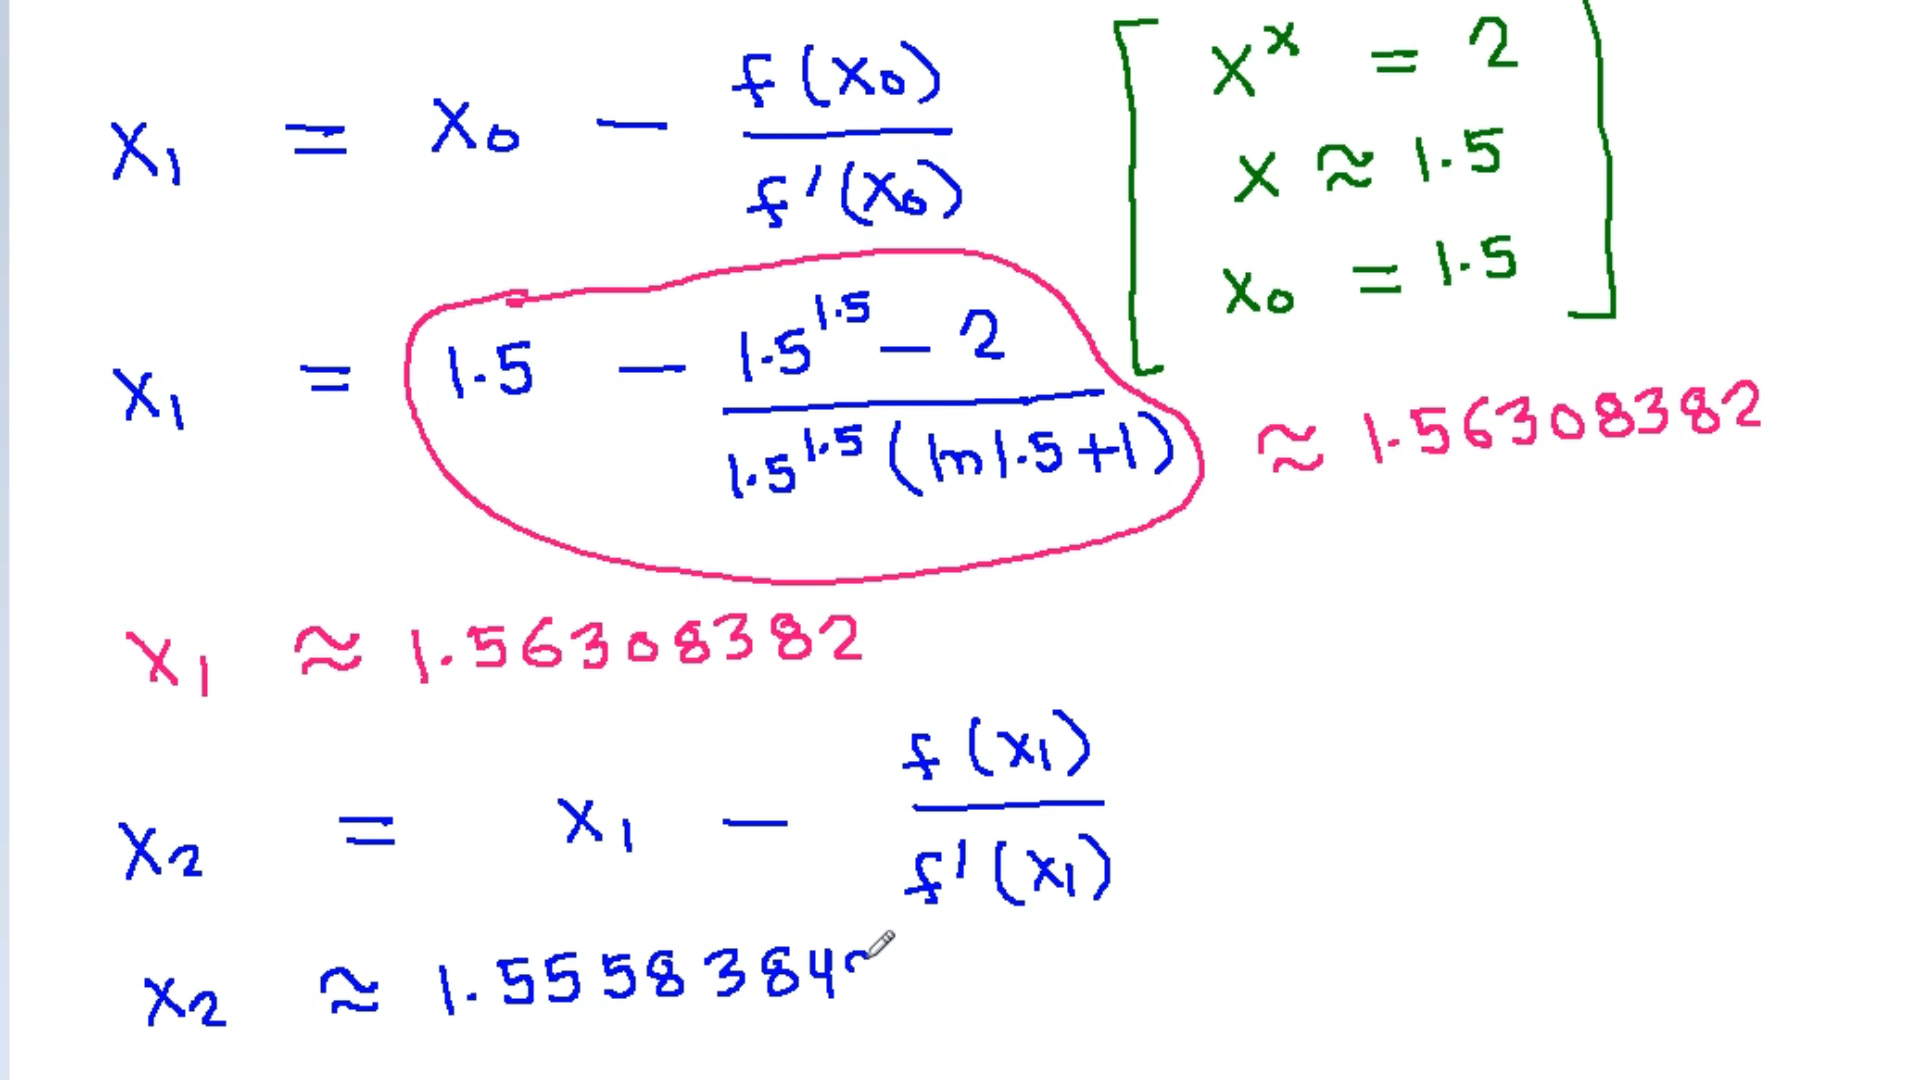 x₁ = x₀ − f(x₀) / f'(x₀)
[ xˣ = 2
x ≈ 1.5
x₀ = 1.5 ]
x₁ = 1.5 − (1.5^1.5 − 2) / (1.5^1.5 (ln1.5+1)) ≈ 1.56308382
x₁ ≈ 1.56308382
x₂ = x₁ − f(x₁) / f'(x₁)
x₂ ≈ 1.5558384